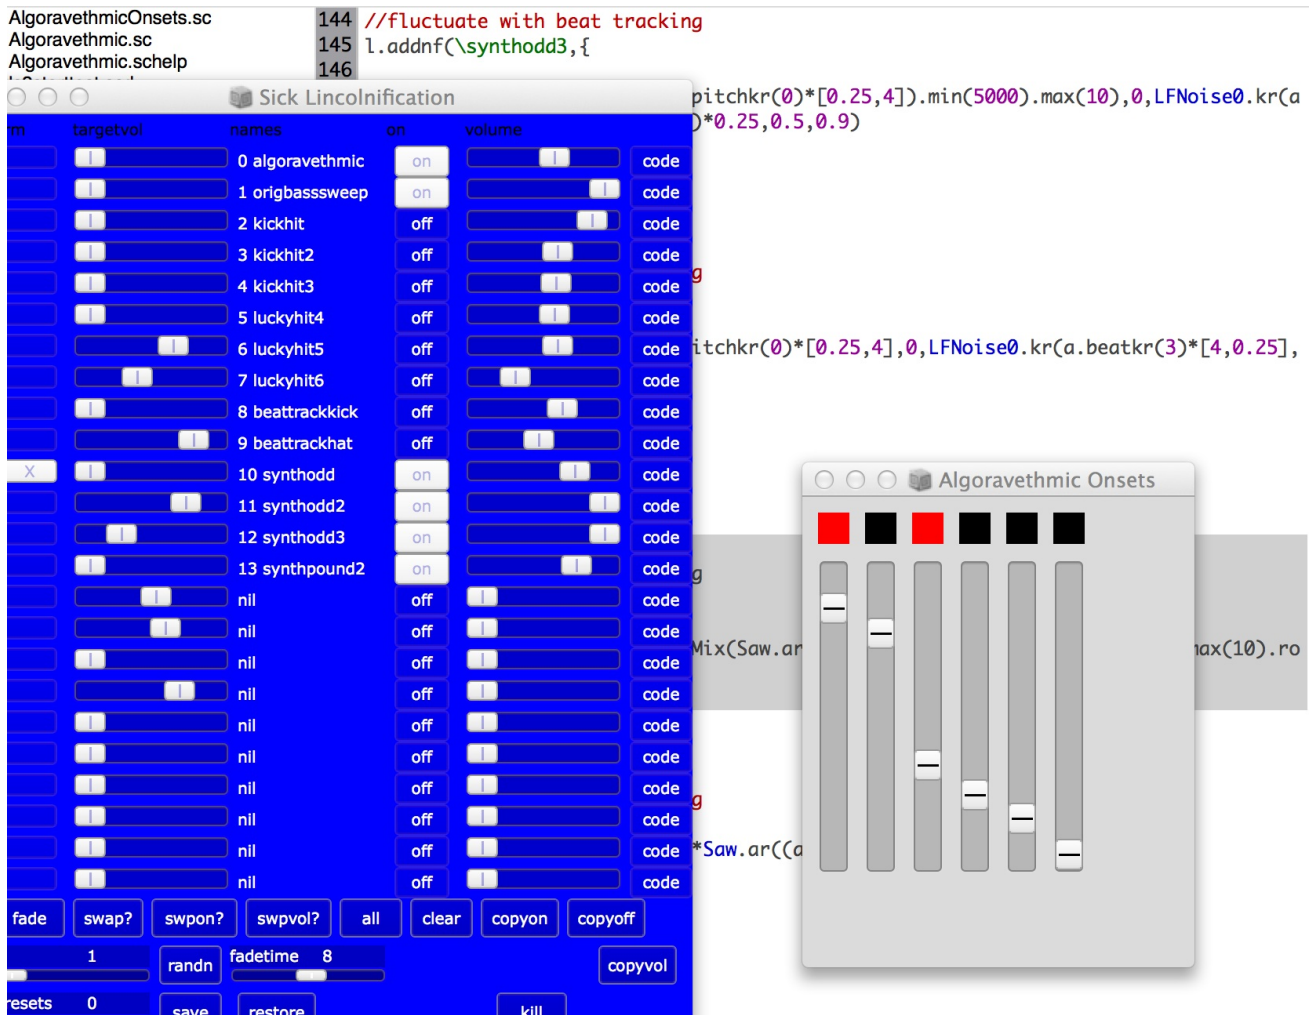 AlgoravethmicOnsets.sc
Algoravethmic.sc
Algoravethmic.schelp
144 //fluctuate with beat tracking
145 l.addnf(\synthodd3,{
146
pitchkr(0)*[0.25,4]).min(5000).max(10),0,LFNoise0.kr(a
)*0.25,0.5,0.9)
g
itchkr(0)*[0.25,4],0,LFNoise0.kr(a.beatkr(3)*[4,0.25],
g
Mix(Saw.ar
max(10).ro
g
*Saw.ar((a
Sick Lincolnification
rm targetvol names on volume
0 algoravethmic on code
1 origbasssweep on code
2 kickhit off code
3 kickhit2 off code
4 kickhit3 off code
5 luckyhit4 off code
6 luckyhit5 off code
7 luckyhit6 off code
8 beattrackkick off code
9 beattrackhat off code
X 10 synthodd on code
11 synthodd2 on code
12 synthodd3 on code
13 synthpound2 on code
nil off code
nil off code
nil off code
nil off code
nil off code
nil off code
nil off code
nil off code
nil off code
nil off code
fade swap? swpon? swpvol? all clear copyon copyoff
1 randn fadetime 8 copyvol
resets 0 save restore kill
Algoravethmic Onsets